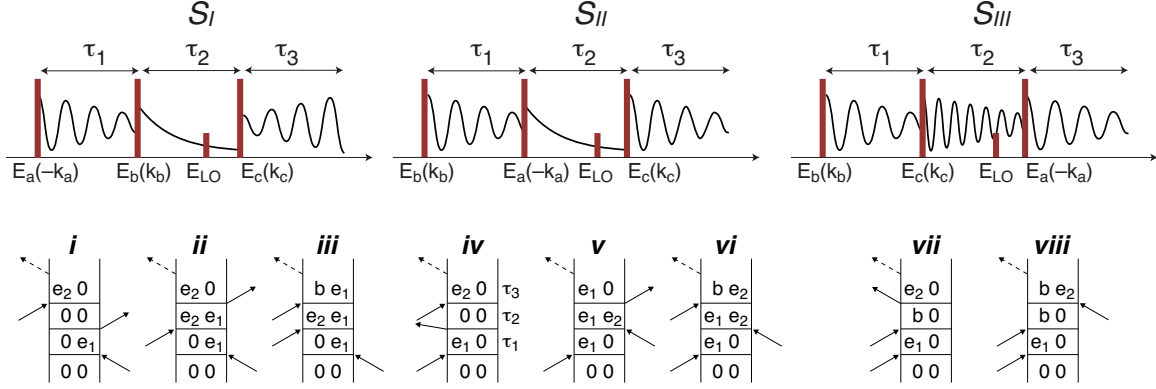 S_I S_II S_III
τ₁ τ₂ τ₃ τ₁ τ₂ τ₃ τ₁ τ₂ τ₃
E_a(–k_a) E_b(k_b) E_LO E_c(k_c) E_b(k_b) E_a(–k_a) E_LO E_c(k_c) E_b(k_b) E_c(k_c) E_LO E_a(–k_a)
i ii iii iv v vi vii viii
e₂ 0 e₂ 0 b e₁ e₂ 0 τ₃ e₁ 0 b e₂ e₂ 0 b e₂
0 0 e₂ e₁ e₂ e₁ 0 0 τ₂ e₁ e₂ e₁ e₂ b 0 b 0
0 e₁ 0 e₁ 0 e₁ e₁ 0 τ₁ e₁ 0 e₁ 0 e₁ 0 e₁ 0
0 0 0 0 0 0 0 0 0 0 0 0 0 0 0 0